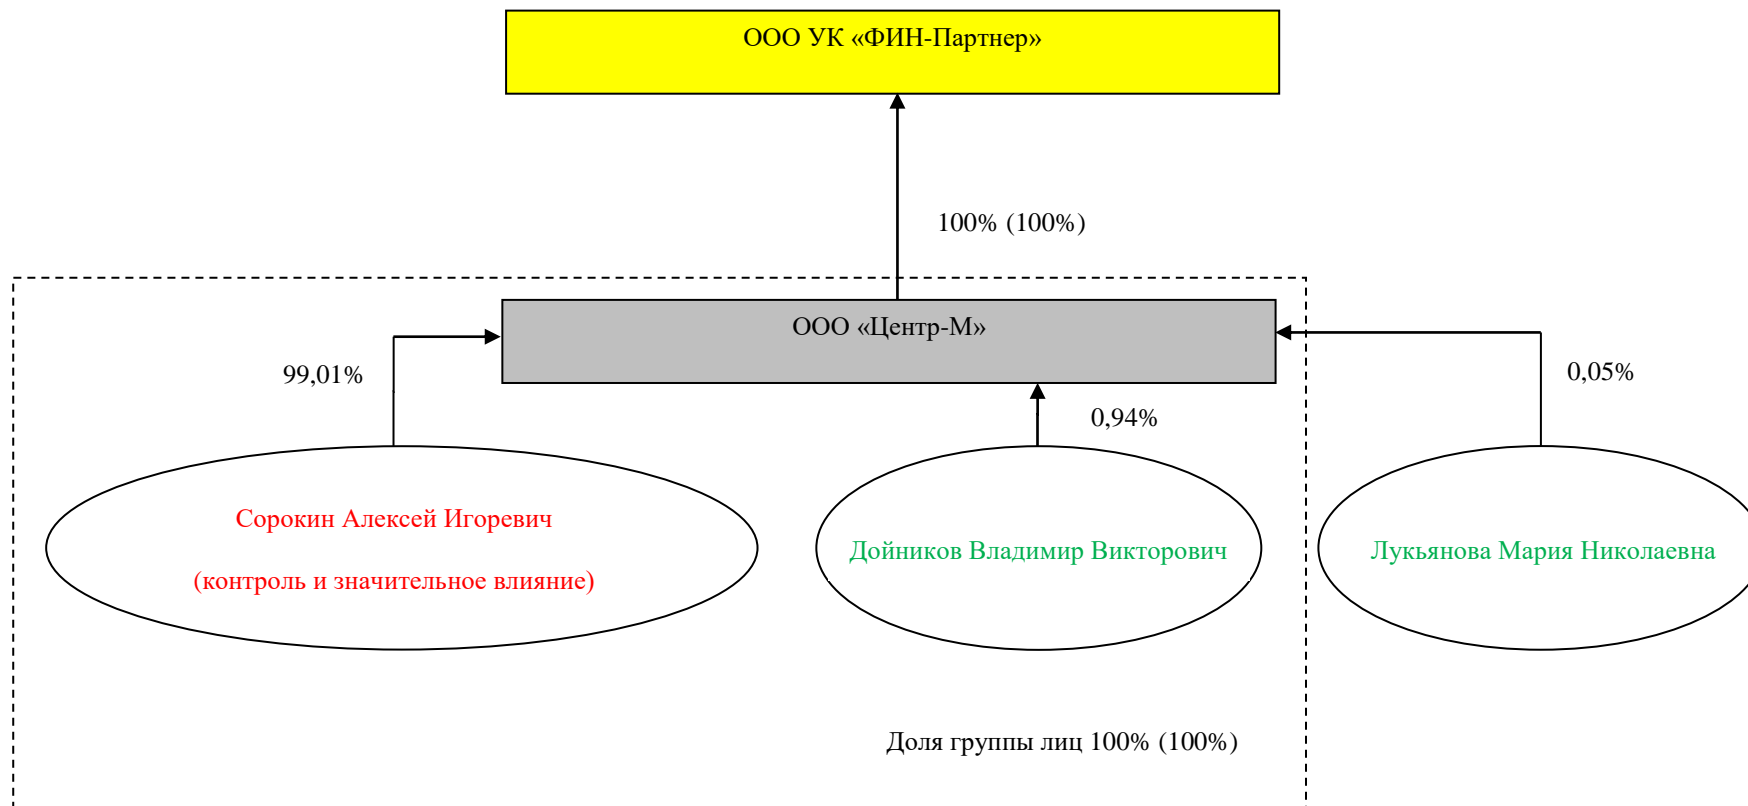 ООО УК «ФИН-Партнер»
100% (100%)
ООО «Центр-М»
99,01%
0,05%
0,94%
Сорокин Алексей Игоревич
(контроль и значительное влияние)
Дойников Владимир Викторович
Лукьянова Мария Николаевна
Доля группы лиц 100% (100%)